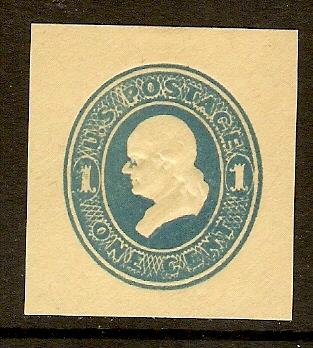 U.S. POSTAGE
1 1
ONE CENT